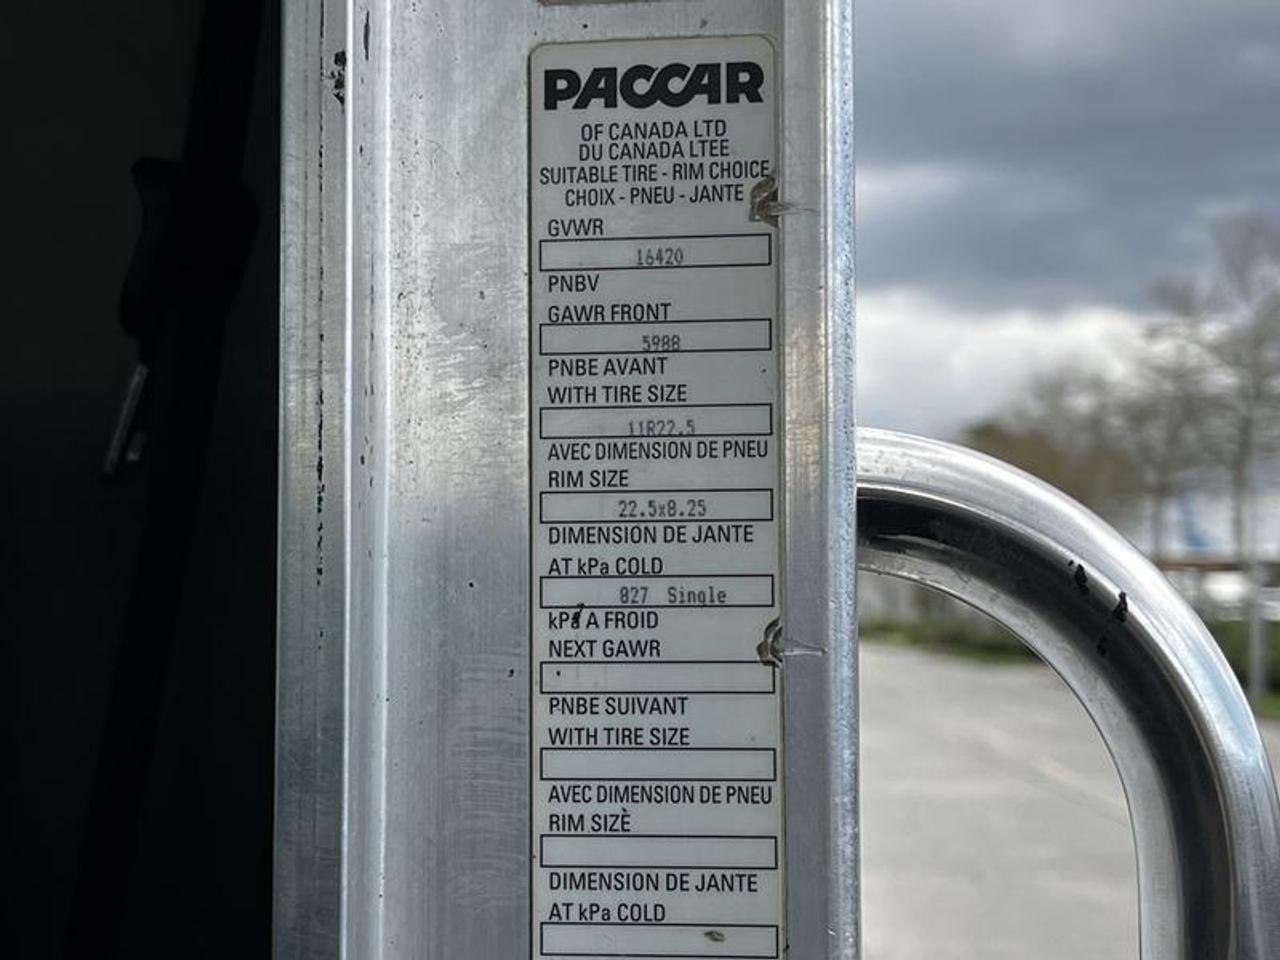 PACCAR
OF CANADA LTD
DU CANADA LTEE
SUITABLE TIRE - RIM CHOICE
CHOIX - PNEU - JANTE
GVWR
16420
PNBV
GAWR FRONT
5988
PNBE AVANT
WITH TIRE SIZE
11R22.5
AVEC DIMENSION DE PNEU
RIM SIZE
22.5x8.25
DIMENSION DE JANTE
AT kPa COLD
827 Single
kPa A FROID
NEXT GAWR
PNBE SUIVANT
WITH TIRE SIZE
AVEC DIMENSION DE PNEU
RIM SIZE
DIMENSION DE JANTE
AT kPa COLD